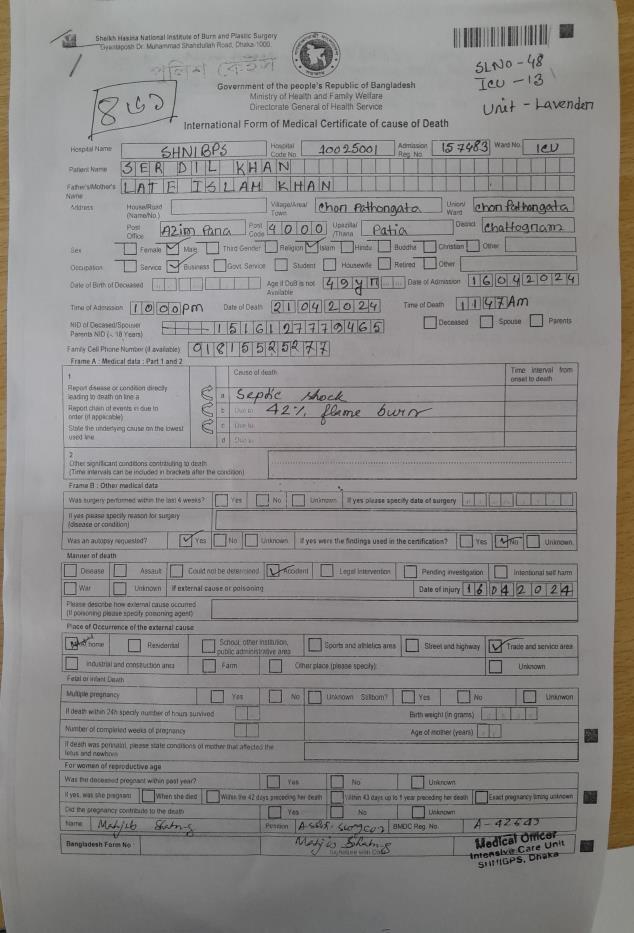 Sheikh Hasina National Institute of Burn and Plastic Surgery
Gyantaposh Dr. Muhammad Shahidullah Road, Dhaka-1000.
পুলিশ কেইস
SLNO-48
ICU-13
Unit-Lavender
Government of the people's Republic of Bangladesh
Ministry of Health and Family Welfare
Directorate General of Health Service
International Form of Medical Certificate of cause of Death
Hospital Name SHNIBPS Hospital Code No. 10025001 Admission Reg. No. 157483 Ward No. ICU
Patient Name SER DIL KHAN
Father's/Mother's Name LATE ISLAM KHAN
Address House/Road (Name/No.) Village/Area/Town Chon Pathongata Union/Ward Chon Pathongata
Post Office Azim Pana Post Code 4000 Upazilla/Thana Patia District Chattognam
Sex Female Male Third Gender Religion Islam Hindu Buddha Christian Other
Occupation Service Business Govt. Service Student Housewife Retired Other
Date of Birth of Deceased Age if DoB is not Available 49yn Date of Admission 16042024
Time of Admission 1000pm Date of Death 21042024 Time of Death 1147Am
NID of Deceased/Spouse/Parents NID (< 18 Years) 1516127779465 Deceased Spouse Parents
Family Cell Phone Number (if available) 01815525277
Frame A : Medical data : Part 1 and 2
1 Cause of death Time interval from onset to death
Report disease or condition directly leading to death on line a
a Septic shock
Report chain of events in due to order (if applicable)
b Due to 42% flame burn
State the underlying cause on the lowest used line
c Due to
d Due to
2
Other significant conditions contributing to death
(Time intervals can be included in brackets after the condition)
Frame B : Other medical data
Was surgery performed within the last 4 weeks? Yes No Unknown If yes please specify date of surgery
If yes please specify reason for surgery (disease or condition)
Was an autopsy requested? Yes No Unknown If yes were the findings used in the certification? Yes No Unknown
Manner of death
Disease Assault Could not be determined Accident Legal Intervention Pending investigation Intentional self harm
War Unknown If external cause or poisoning Date of injury 16042024
Please describe how external cause occurred
(If poisoning please specify poisoning agent)
Place of Occurrence of the external cause
home Residential School, other institution, public administrative area Sports and athletics area Street and highway Trade and service area
Industrial and construction area Farm Other place (please specify): Unknown
Fetal or infant Death
Multiple pregnancy Yes No Unknown Stillborn? Yes No Unknown
If death within 24h specify number of hours survived Birth weight (in grams)
Number of completed weeks of pregnancy Age of mother (years)
If death was perinatal, please state conditions of mother that affected the fetus and newborn
For women of reproductive age
Was the deceased pregnant within past year? Yes No Unknown
If yes, was she pregnant When she died Within the 42 days preceding her death Within 43 days up to 1 year preceding her death Exact pregnancy timing unknown
Did the pregnancy contribute to the death Yes No Unknown
Name Position BMDC Reg. No.
Bangladesh Form No
Medical Officer
Intensive Care Unit
SHNIGPS, Dhaka